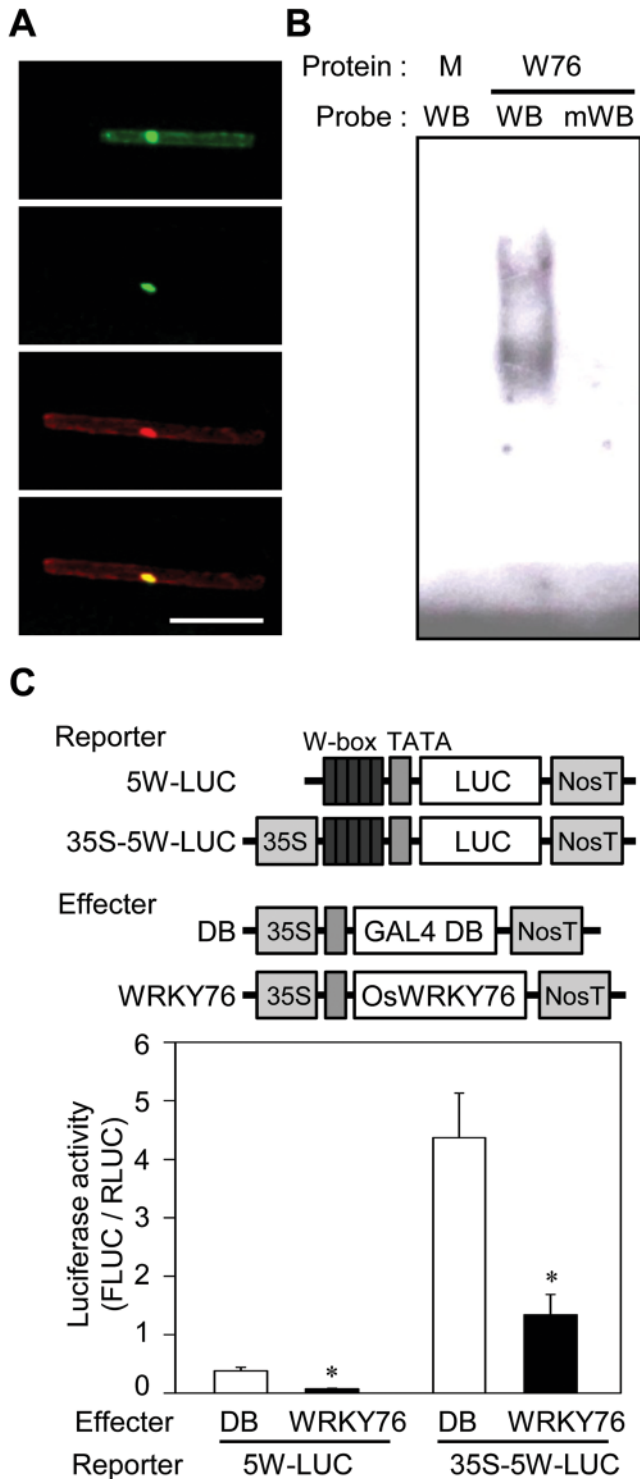 A
B
Protein : M W76
Probe : WB WB mWB
C
Reporter
W-box TATA
5W-LUC LUC NosT
35S-5W-LUC 35S LUC NosT
Effecter
DB 35S GAL4 DB NosT
WRKY76 35S OsWRKY76 NosT
6
5
4
3
2
1
0
Luciferase activity
(FLUC / RLUC)
*
*
Effecter DB WRKY76 DB WRKY76
Reporter 5W-LUC 35S-5W-LUC